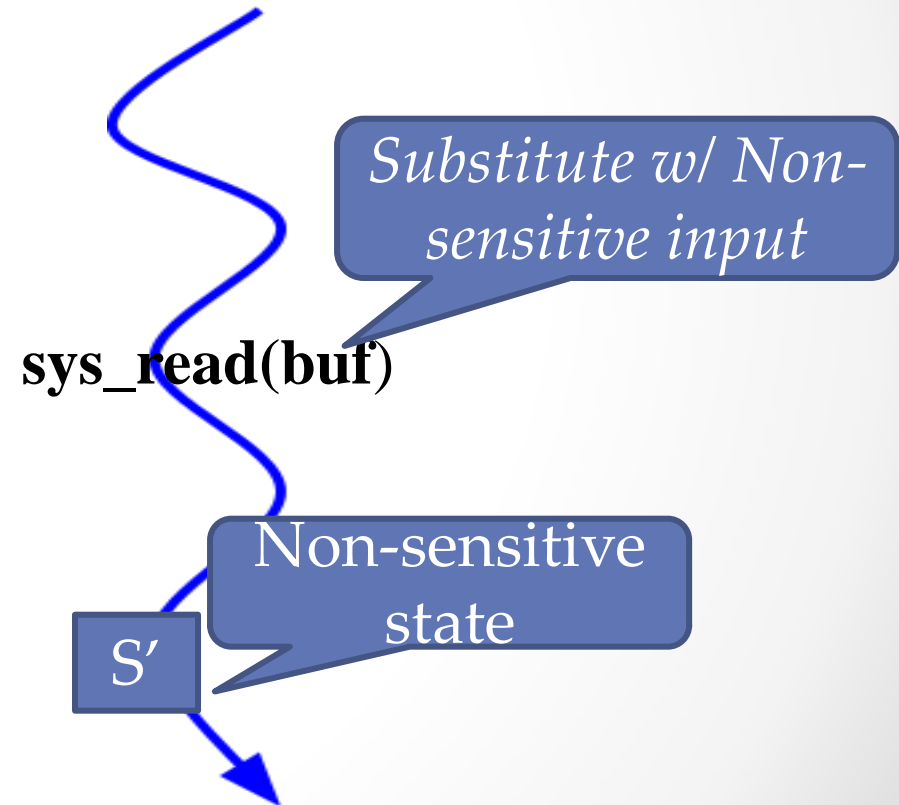 Substitute w/ Non-
sensitive input
sys_read(buf)
Non-sensitive
state
S′